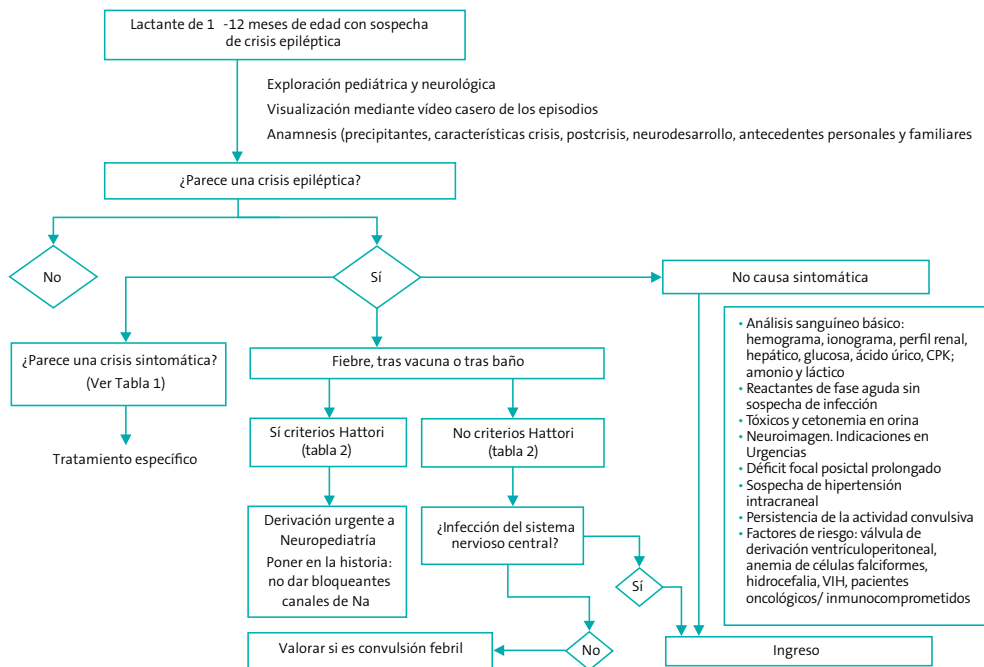 Lactante de 1 -12 meses de edad con sospecha
de crisis epiléptica
Exploración pediátrica y neurológica
Visualización mediante vídeo casero de los episodios
Anamnesis (precipitantes, características crisis, postcrisis, neurodesarrollo, antecedentes personales y familiares
¿Parece una crisis epiléptica?
No
Sí
No causa sintomática
¿Parece una crisis sintomática?
(Ver Tabla 1)
Tratamiento específico
Fiebre, tras vacuna o tras baño
Sí criterios Hattori
(tabla 2)
No criterios Hattori
(tabla 2)
Derivación urgente a
Neuropediatría
Poner en la historia:
no dar bloqueantes
canales de Na
¿Infección del sistema
nervioso central?
Sí
No
Valorar si es convulsión febril
• Análisis sanguíneo básico:
hemograma, ionograma, perfil renal,
hepático, glucosa, ácido úrico, CPK;
amonio y láctico
• Reactantes de fase aguda sin
sospecha de infección
• Tóxicos y cetonemia en orina
• Neuroimagen. Indicaciones en
Urgencias
• Déficit focal posictal prolongado
• Sospecha de hipertensión
intracraneal
• Persistencia de la actividad convulsiva
• Factores de riesgo: válvula de
derivación ventrículoperitoneal,
anemia de células falciformes,
hidrocefalia, VIH, pacientes
oncológicos/ inmunocomprometidos
Ingreso